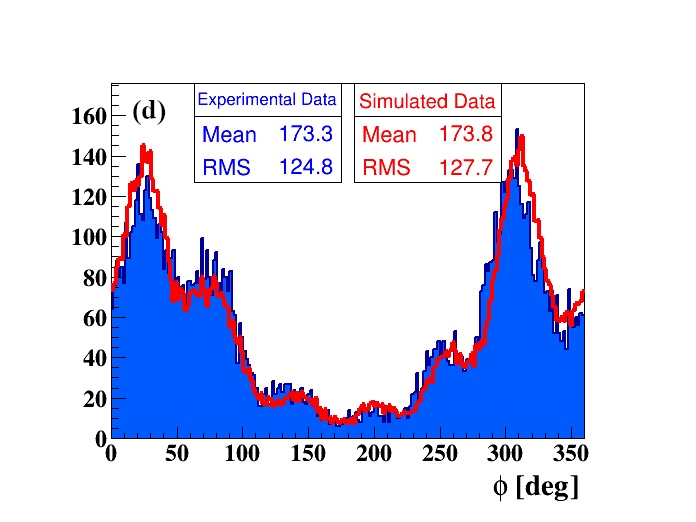 (d)
Experimental Data
Mean 173.3
RMS 124.8
Simulated Data
Mean 173.8
RMS 127.7
160
140
120
100
80
60
40
20
0
0 50 100 150 200 250 300 350
ϕ [deg]